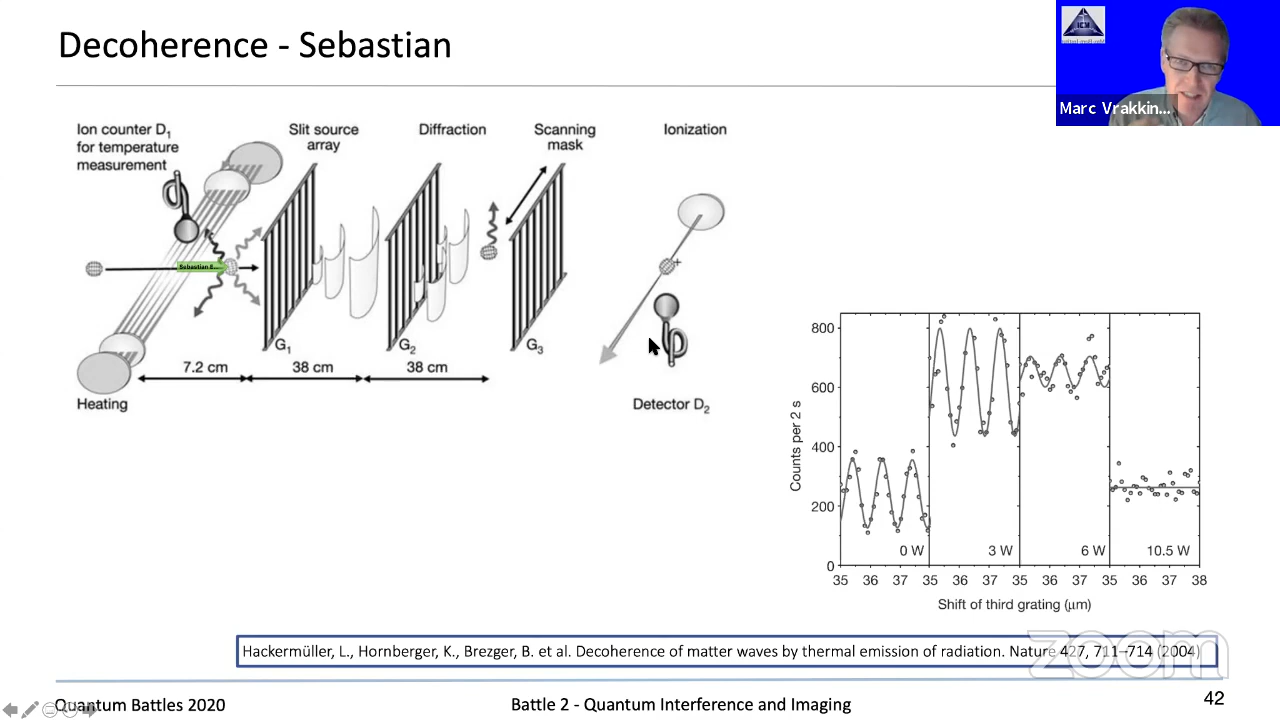 Decoherence - Sebastian
Marc Vrakkin...
Ion counter D₁
for temperature
measurement
Slit source
array
Diffraction
Scanning
mask
Ionization
Sebastian E...
+
G₁
G₂
G₃
7.2 cm
38 cm
38 cm
Heating
Detector D₂
Counts per 2 s
800
600
400
200
0
0 W
3 W
6 W
10.5 W
35 36 37 35 36 37 35 36 37 35 36 37 38
Shift of third grating (μm)
Hackermüller, L., Hornberger, K., Brezger, B. et al. Decoherence of matter waves by thermal emission of radiation. Nature 427, 711–714 (2004)
zoom
Quantum Battles 2020
Battle 2 - Quantum Interference and Imaging
42